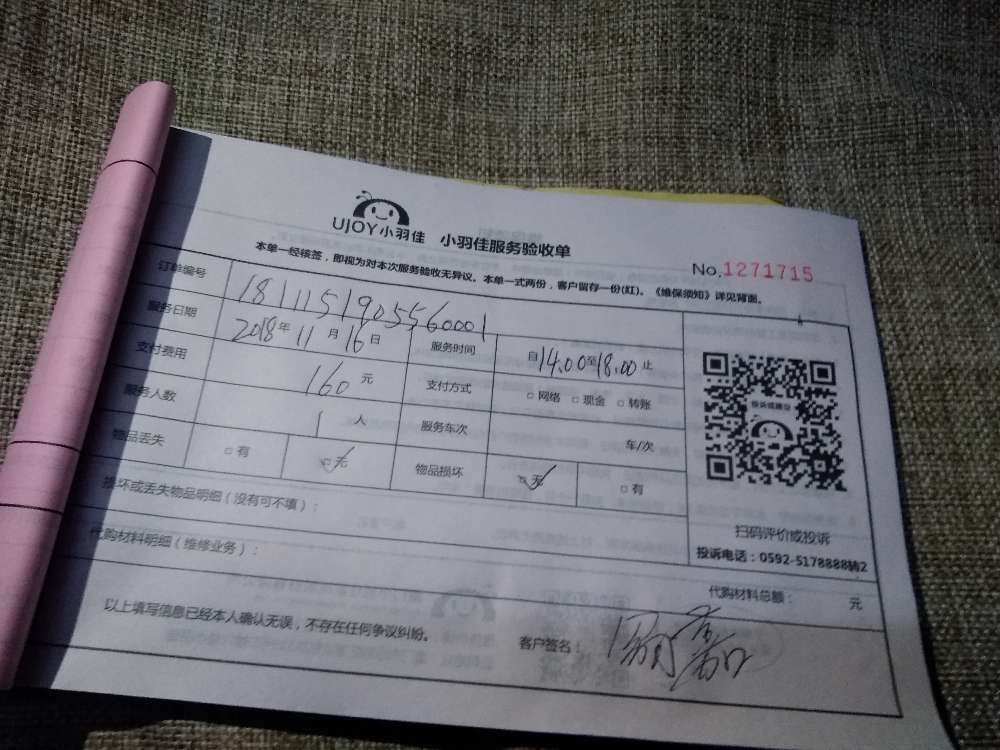 UJOY小羽佳 小羽佳服务验收单
No.1271715
本单一经核签，即视为对本次服务验收无异议。本单一式两份，客户留存一份(红)。《维保须知》详见背面。
订单编号 18111519055560001
服务日期 2018年11月16日 服务时间 自14.00至18.00止
支付费用 160元 支付方式 □网络 □现金 □转账
服务人数 1人 服务车次 车/次
物品丢失 □有 □无 物品损坏 □无 □有
损坏或丢失物品明细（没有可不填）：
扫码评价或投诉
投诉电话：0592-5178888转2
代购材料明细（维修业务）：
代购材料总额： 元
以上填写信息已经本人确认无误，不存在任何争议纠纷。
客户签名：